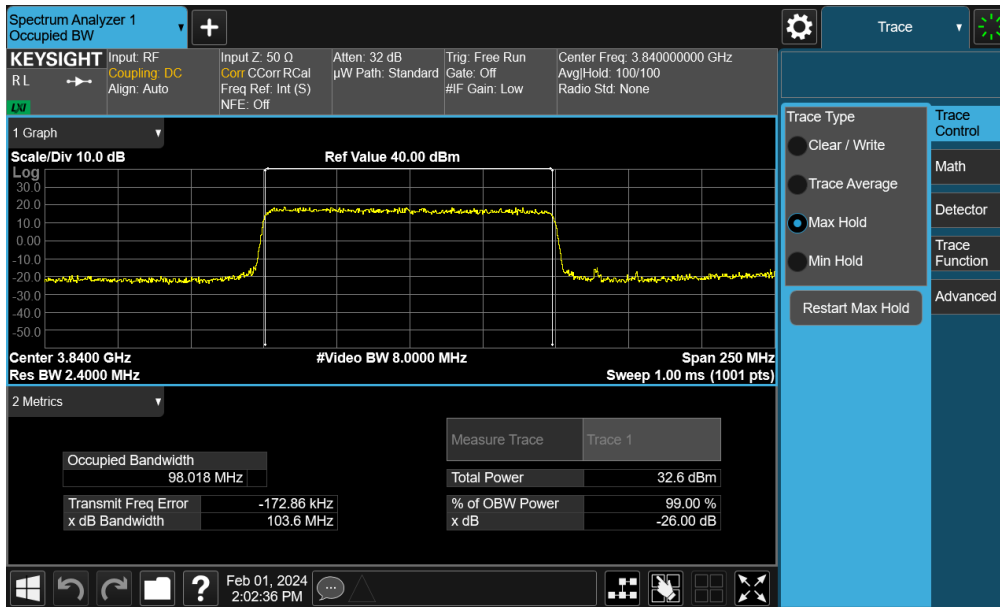 Spectrum Analyzer 1
Occupied BW
+
Trace
KEYSIGHT Input: RF Input Z: 50 Ω Atten: 32 dB Trig: Free Run Center Freq: 3.840000000 GHz
R L Coupling: DC Corr CCorr RCal µW Path: Standard Gate: Off Avg|Hold: 100/100
Align: Auto Freq Ref: Int (S) #IF Gain: Low Radio Std: None
LXI NFE: Off
1 Graph
Scale/Div 10.0 dB Ref Value 40.00 dBm
Log
30.0
20.0
10.0
0.00
-10.0
-20.0
-30.0
-40.0
-50.0
Center 3.8400 GHz #Video BW 8.0000 MHz Span 250 MHz
Res BW 2.4000 MHz Sweep 1.00 ms (1001 pts)
2 Metrics
Measure Trace Trace 1
Occupied Bandwidth
98.018 MHz
Total Power 32.6 dBm
Transmit Freq Error -172.86 kHz % of OBW Power 99.00 %
x dB Bandwidth 103.6 MHz x dB -26.00 dB
Trace Type
Clear / Write
Trace Average
Max Hold
Min Hold
Restart Max Hold
Trace
Control
Math
Detector
Trace
Function
Advanced
?
Feb 01, 2024
2:02:36 PM